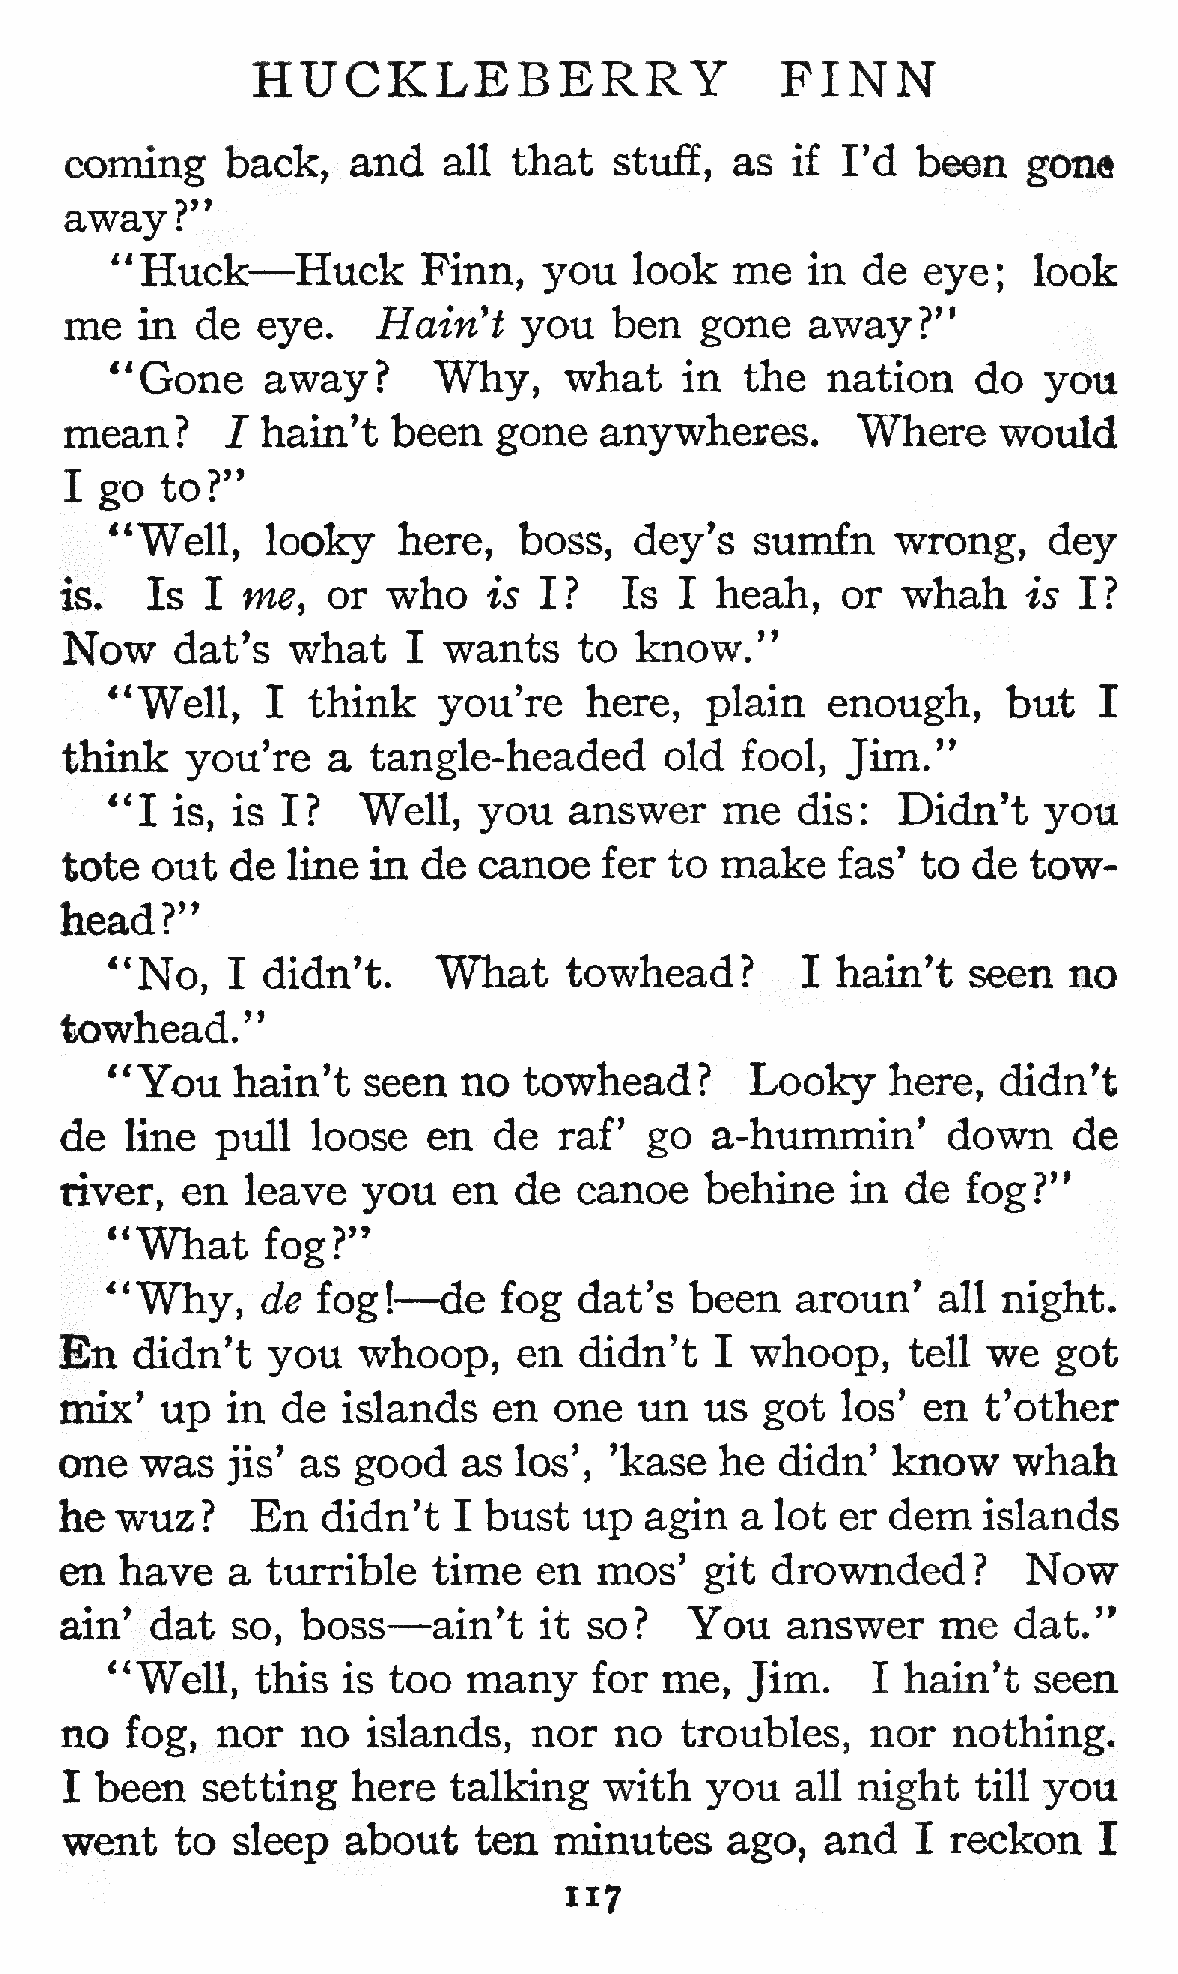 HUCKLEBERRY FINN
coming back, and all that stuff, as if I'd been gone
away?"
"Huck—Huck Finn, you look me in de eye; look
me in de eye. Hain't you ben gone away?"
"Gone away? Why, what in the nation do you
mean? I hain't been gone anywheres. Where would
I go to?"
"Well, looky here, boss, dey's sumfn wrong, dey
is. Is I me, or who is I? Is I heah, or whah is I?
Now dat's what I wants to know."
"Well, I think you're here, plain enough, but I
think you're a tangle-headed old fool, Jim."
"I is, is I? Well, you answer me dis: Didn't you
tote out de line in de canoe fer to make fas' to de tow-
head?"
"No, I didn't. What towhead? I hain't seen no
towhead."
"You hain't seen no towhead? Looky here, didn't
de line pull loose en de raf' go a-hummin' down de
river, en leave you en de canoe behine in de fog?"
"What fog?"
"Why, de fog!—de fog dat's been aroun' all night.
En didn't you whoop, en didn't I whoop, tell we got
mix' up in de islands en one un us got los' en t'other
one was jis' as good as los', 'kase he didn' know whah
he wuz? En didn't I bust up agin a lot er dem islands
en have a turrible time en mos' git drownded? Now
ain' dat so, boss—ain't it so? You answer me dat."
"Well, this is too many for me, Jim. I hain't seen
no fog, nor no islands, nor no troubles, nor nothing.
I been setting here talking with you all night till you
went to sleep about ten minutes ago, and I reckon I
117